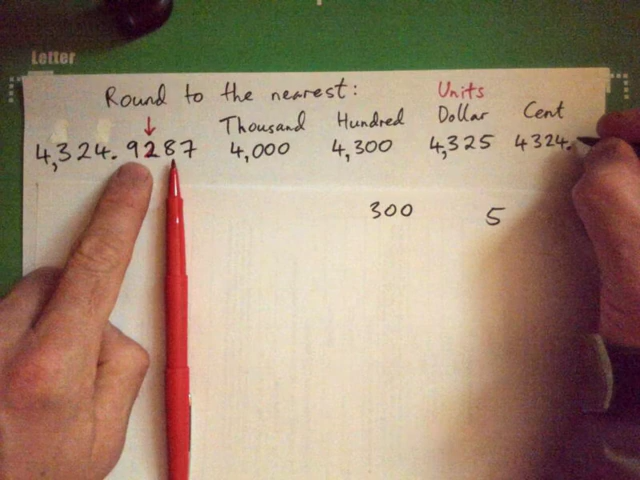 Letter
Round to the nearest: Units
Thousand Hundred Dollar Cent
4,324.9287 4,000 4,300 4,325 4324.
300 5